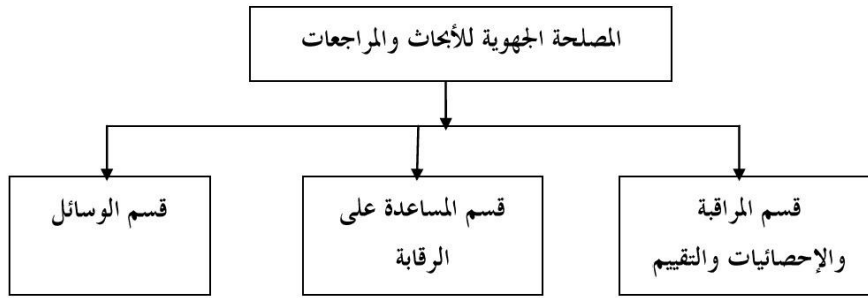 المصلحة الجهوية للأبحاث والمراجعات
قسم المراقبة
والإحصائيات والتقييم
قسم المساعدة على
الرقابة
قسم الوسائل